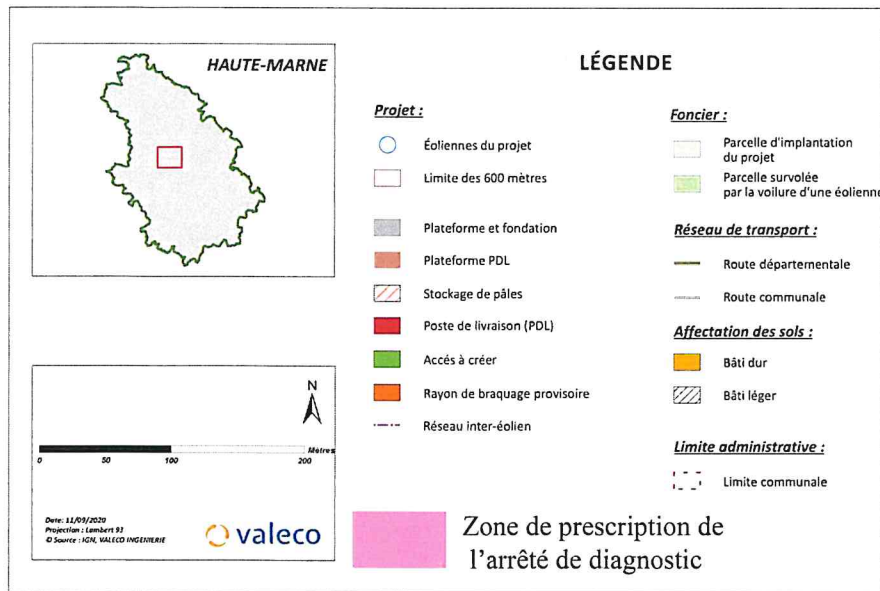 HAUTE-MARNE
LÉGENDE
Projet :
Éoliennes du projet
Limite des 600 mètres
Plateforme et fondation
Plateforme PDL
Stockage de pâles
Poste de livraison (PDL)
Accés à créer
Rayon de braquage provisoire
Réseau inter-éolien
Foncier :
Parcelle d'implantation
du projet
Parcelle survolée
par la voilure d'une éolienne
Réseau de transport :
Route départementale
Route communale
Affectation des sols :
Bâti dur
Bâti léger
Limite administrative :
Limite communale
N
Mètres
0 50 100 200
Date: 11/09/2020
Projection : Lambert 93
© Source : IGN, VALECO INGENIERIE
valeco
Zone de prescription de
l'arrêté de diagnostic